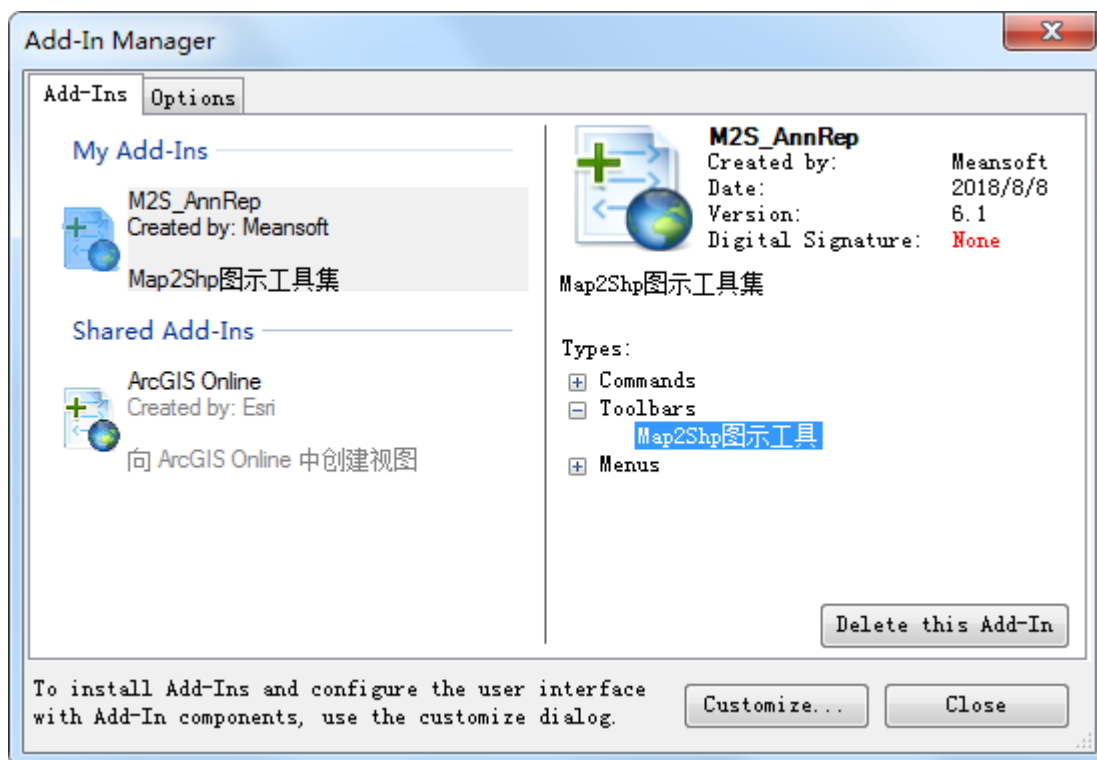 Add-In Manager
Add-Ins
Options
My Add-Ins
M2S_AnnRep
Created by: Meansoft
Map2Shp图示工具集
Shared Add-Ins
ArcGIS Online
Created by: Esri
向 ArcGIS Online 中创建视图
M2S_AnnRep
Created by: Meansoft
Date: 2018/8/8
Version: 6.1
Digital Signature: None
Map2Shp图示工具集
Types:
Commands
Toolbars
Map2Shp图示工具
Menus
Delete this Add-In
To install Add-Ins and configure the user interface
with Add-In components, use the customize dialog.
Customize...
Close